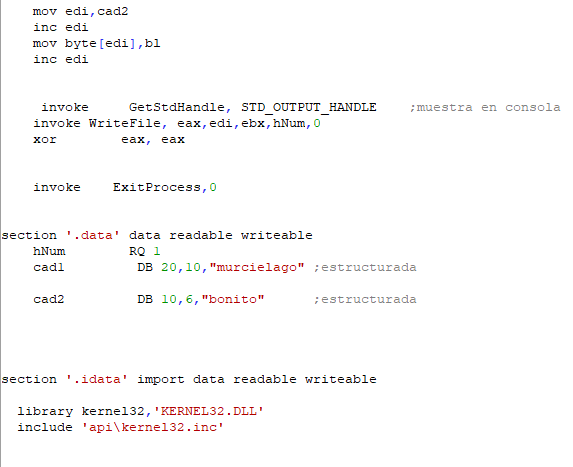 mov edi,cad2
inc edi
mov byte[edi],bl
inc edi
invoke GetStdHandle, STD_OUTPUT_HANDLE ;muestra en consola
invoke WriteFile, eax,edi,ebx,hNum,0
xor eax, eax
invoke ExitProcess,0
section '.data' data readable writeable
hNum RQ 1
cad1 DB 20,10,"murcielago" ;estructurada
cad2 DB 10,6,"bonito" ;estructurada
section '.idata' import data readable writeable
library kernel32,'KERNEL32.DLL'
include 'api\kernel32.inc'